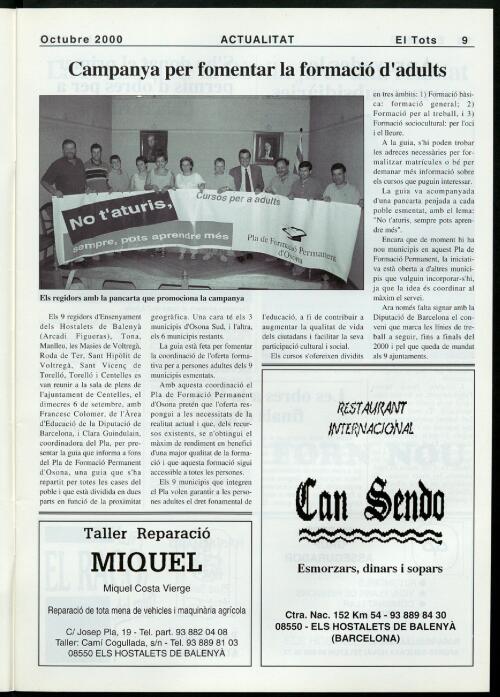 Octubre 2000 ACTUALITAT El Tots 9
Campanya per fomentar la formació d'adults
No t'aturis,
sempre, pots aprendre més
Cursos per a adults
Pla de Formació Permanent
d'Osona
Els regidors amb la pancarta que promociona la campanya
Els 9 regidors d'Ensenyament
dels Hostalets de Balenyà
(Arcadi Figueras), Tona,
Manlleu, les Masies de Voltregà,
Roda de Ter, Sant Hipòlit de
Voltregà, Sant Vicenç de
Torelló, Torelló i Centelles es
van reunir a la sala de plens de
l'ajuntament de Centelles, el
dimecres 6 de setembre, amb
Francesc Colomer, de l'Àrea
d'Educació de la Diputació de
Barcelona, i Clara Guindulain,
coordinadora del Pla, per pre-
sentar la guia que informa a fons
del Pla de Formació Permanent
d'Osona, una guia que s'ha
repartit per totes les cases del
poble i que està dividida en dues
parts en funció de la proximitat
geogràfica. Una cara té els 3
municipis d'Osona Sud, i l'altra,
els 6 municipis restants.
La guia està feta per fomentar
la coordinació de l'oferta forma-
tiva per a persones adultes dels 9
municipis esmentats.
Amb aquesta coordinació el
Pla de Formació Permanent
d'Osona pretén que l'oferta res-
pongui a les necessitats de la
realitat actual i que, dels recur-
sos existents, se n'obtingui el
màxim de rendiment en benefici
d'una major qualitat de la forma-
ció i que aquesta formació sigui
accessible a totes les persones.
Els 9 municipis que integren
el Pla volen garantir a les perso-
nes adultes el dret fonamental de
l'educació, a fi de contribuir a
augmentar la qualitat de vida
dels ciutadans i facilitar la seva
participació cultural i social.
Els cursos s'ofereixen dividits
en tres àmbits: 1) Formació bàsi-
ca: formació general; 2)
Formació per al treball, i 3)
Formació sociocultural: per l'oci
i el lleure.
A la guia, s'hi poden trobar
les adreces necessàries per for-
malitzar matrícules o bé per
demanar més informació sobre
els cursos que puguin interessar.
La guia va acompanyada
d'una pancarta penjada a cada
poble esmentat, amb el lema:
"No t'aturis, sempre pots apren-
dre més".
Encara que de moment hi ha
nou municipis en aquest Pla de
Formació Permanent, la iniciati-
va està oberta a d'altres munici-
pis que vulguin incorporar-s'hi,
ja que la idea és coordinar al
màxim el servei.
Ara només falta signar amb la
Diputació de Barcelona el conve-
ni que marca les línies de tre-
ball a seguir, fins a finals del
2000 i pel que queda de mandat
als 9 ajuntaments.
Taller Reparació
MIQUEL
Miquel Costa Vierge
Reparació de tota mena de vehicles i maquinària agrícola
C/ Josep Pla, 19 - Tel. part. 93 882 04 08
Taller: Camí Cogullada, s/n - Tel. 93 889 81 03
08550 ELS HOSTALETS DE BALENYÀ
RESTAURANT
INTERNACIONAL
Can Sendo
Esmorzars, dinars i sopars
Ctra. Nac. 152 Km 54 - 93 889 84 30
08550 - ELS HOSTALETS DE BALENYÀ
(BARCELONA)